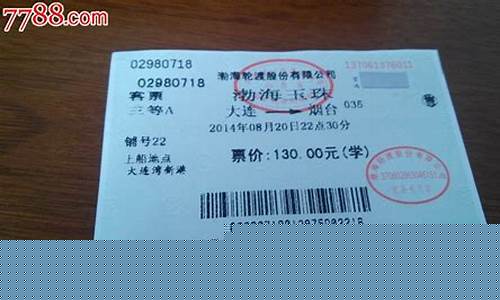 7788.com
02980718
渤海轮渡股份有限公司
137061376011
02980718
客票
渤海玉珠
三等A
大连 → 烟台 035
2014年08月20日22点30分
铺号22
上船地点
票价:130.00元(学)
大连湾新港